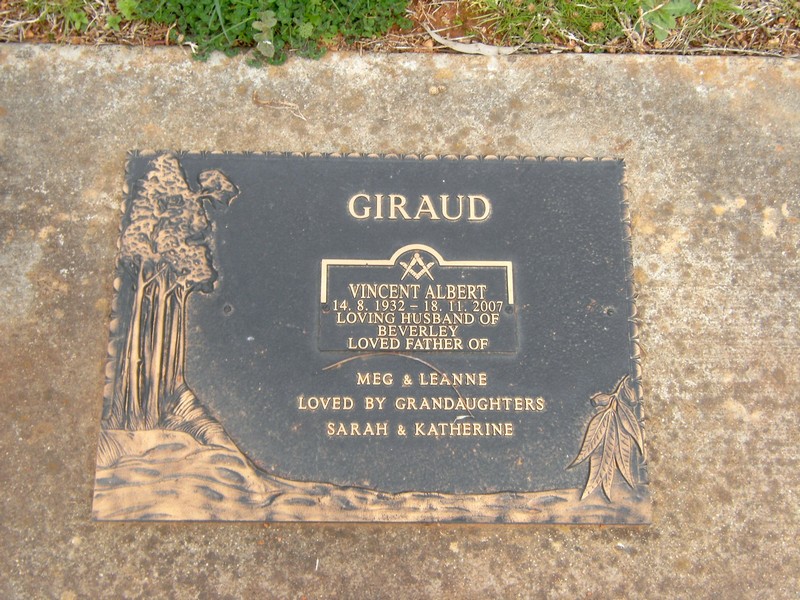 GIRAUD
VINCENT ALBERT
14. 8. 1932 – 18. 11. 2007
LOVING HUSBAND OF
BEVERLEY
LOVED FATHER OF
MEG & LEANNE
LOVED BY GRANDAUGHTERS
SARAH & KATHERINE